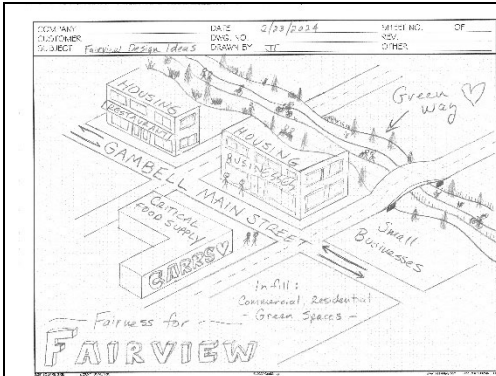 COMPANY
CUSTOMER
SUBJECT Fairview Design Ideas
DATE 2/23/2024
DWG. NO.
DRAWN BY JT
SHEET NO. OF
REV.
OTHER
HOUSING
RESTAURANT
Green
way
HOUSING
BUSINESS
GAMBELL MAIN STREET
CRITICAL
FOOD SUPPLY
CARRS
Small
Businesses
Infill:
Commercial, Residential
- Green Spaces -
Fairness for
FAIRVIEW